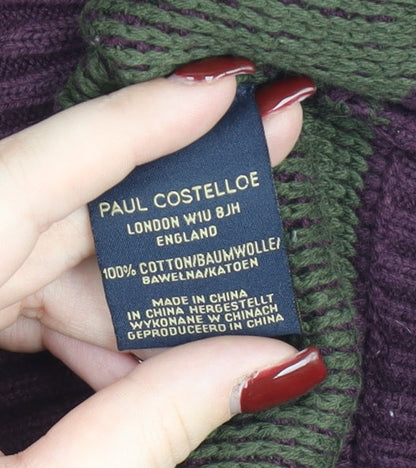 PAUL COSTELLOE
LONDON W1U 8JH
ENGLAND
100% COTTON/BAUMWOLLE/
BAWEŁNA/KATOEN
MADE IN CHINA
IN CHINA HERGESTELLT
WYKONANE W CHINACH
GEPRODUCEERD IN CHINA